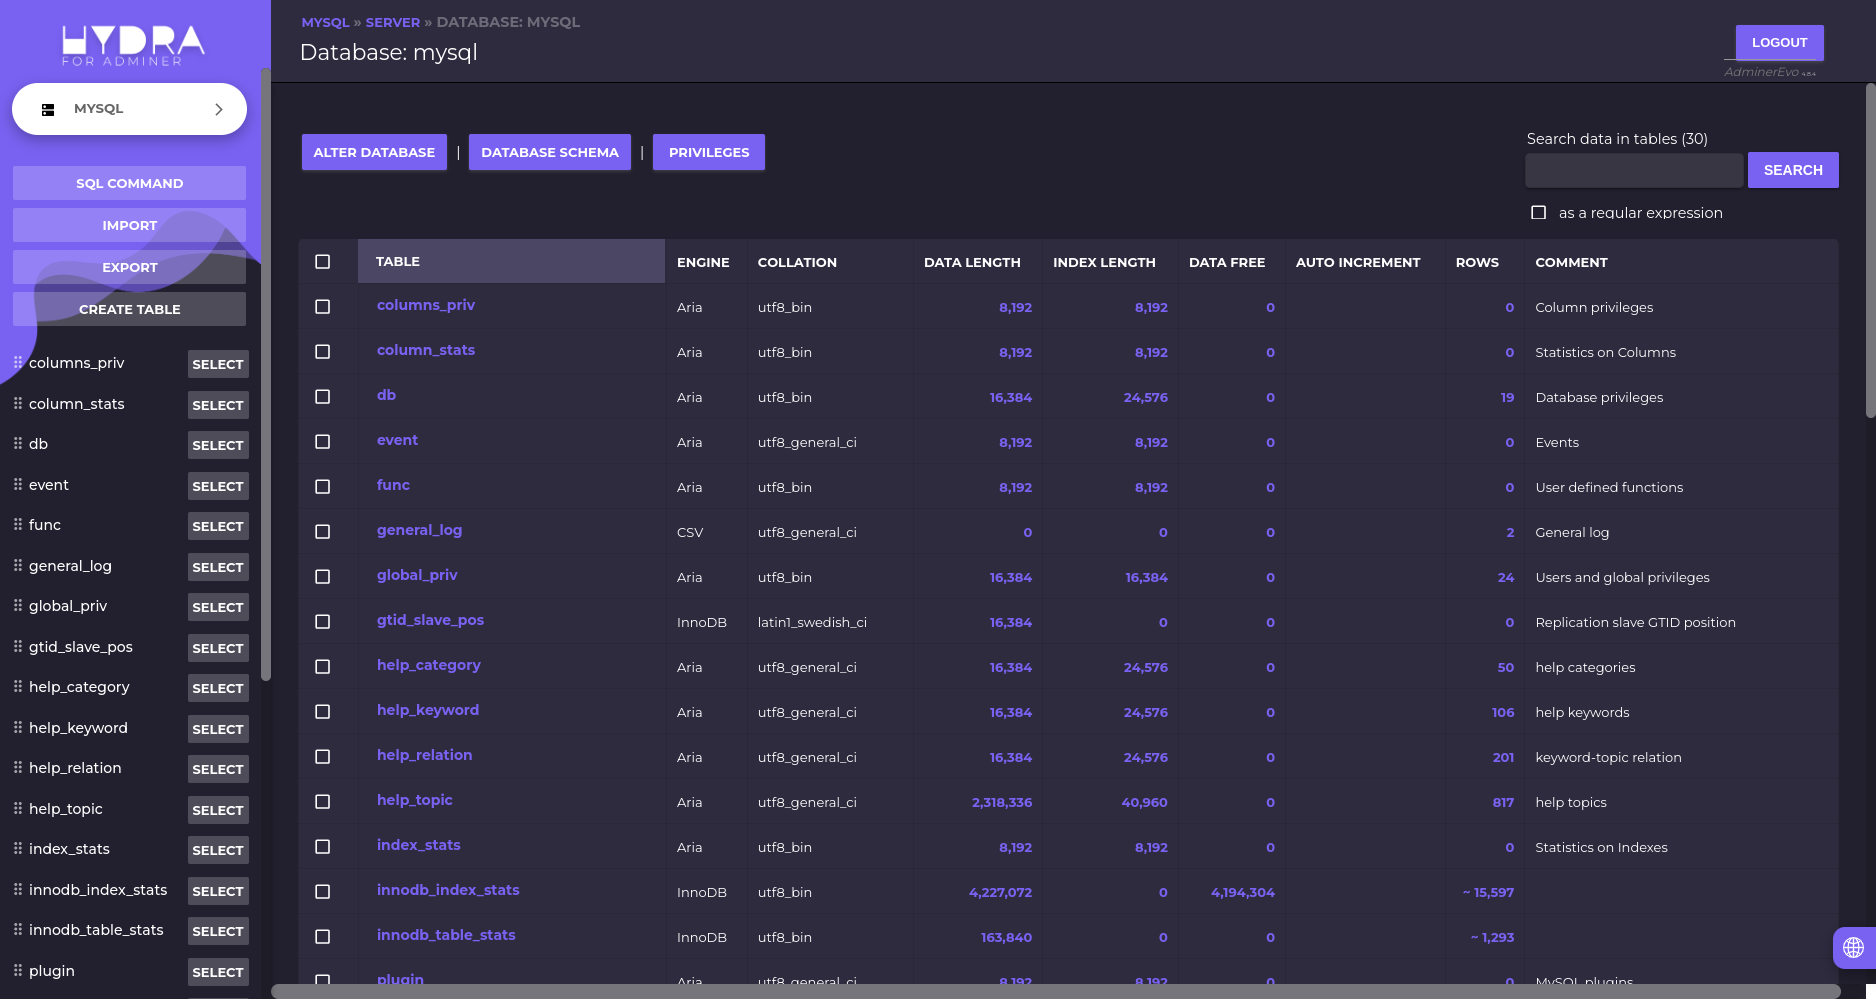 HYDRA
FOR ADMINER
MYSQL
SQL COMMAND
IMPORT
EXPORT
CREATE TABLE
columns_priv SELECT
column_stats SELECT
db SELECT
event SELECT
func SELECT
general_log SELECT
global_priv SELECT
gtid_slave_pos SELECT
help_category SELECT
help_keyword SELECT
help_relation SELECT
help_topic SELECT
index_stats SELECT
innodb_index_stats SELECT
innodb_table_stats SELECT
plugin SELECT
MYSQL » SERVER » DATABASE: MYSQL
Database: mysql
LOGOUT
AdminerEvo 4.8.4
ALTER DATABASE | DATABASE SCHEMA | PRIVILEGES
Search data in tables (30)
SEARCH
as a regular expression
TABLE ENGINE COLLATION DATA LENGTH INDEX LENGTH DATA FREE AUTO INCREMENT ROWS COMMENT
columns_priv Aria utf8_bin 8,192 8,192 0 0 Column privileges
column_stats Aria utf8_bin 8,192 8,192 0 0 Statistics on Columns
db Aria utf8_bin 16,384 24,576 0 19 Database privileges
event Aria utf8_general_ci 8,192 8,192 0 0 Events
func Aria utf8_bin 8,192 8,192 0 0 User defined functions
general_log CSV utf8_general_ci 0 0 0 2 General log
global_priv Aria utf8_bin 16,384 16,384 0 24 Users and global privileges
gtid_slave_pos InnoDB latin1_swedish_ci 16,384 0 0 0 Replication slave GTID position
help_category Aria utf8_general_ci 16,384 24,576 0 50 help categories
help_keyword Aria utf8_general_ci 16,384 24,576 0 106 help keywords
help_relation Aria utf8_general_ci 16,384 24,576 0 201 keyword-topic relation
help_topic Aria utf8_general_ci 2,318,336 40,960 0 817 help topics
index_stats Aria utf8_bin 8,192 8,192 0 0 Statistics on Indexes
innodb_index_stats InnoDB utf8_bin 4,227,072 0 4,194,304 ~ 15,597
innodb_table_stats InnoDB utf8_bin 163,840 0 0 ~ 1,293
plugin Aria utf8_general_ci 8,192 8,192 0 0 MySQL plugins